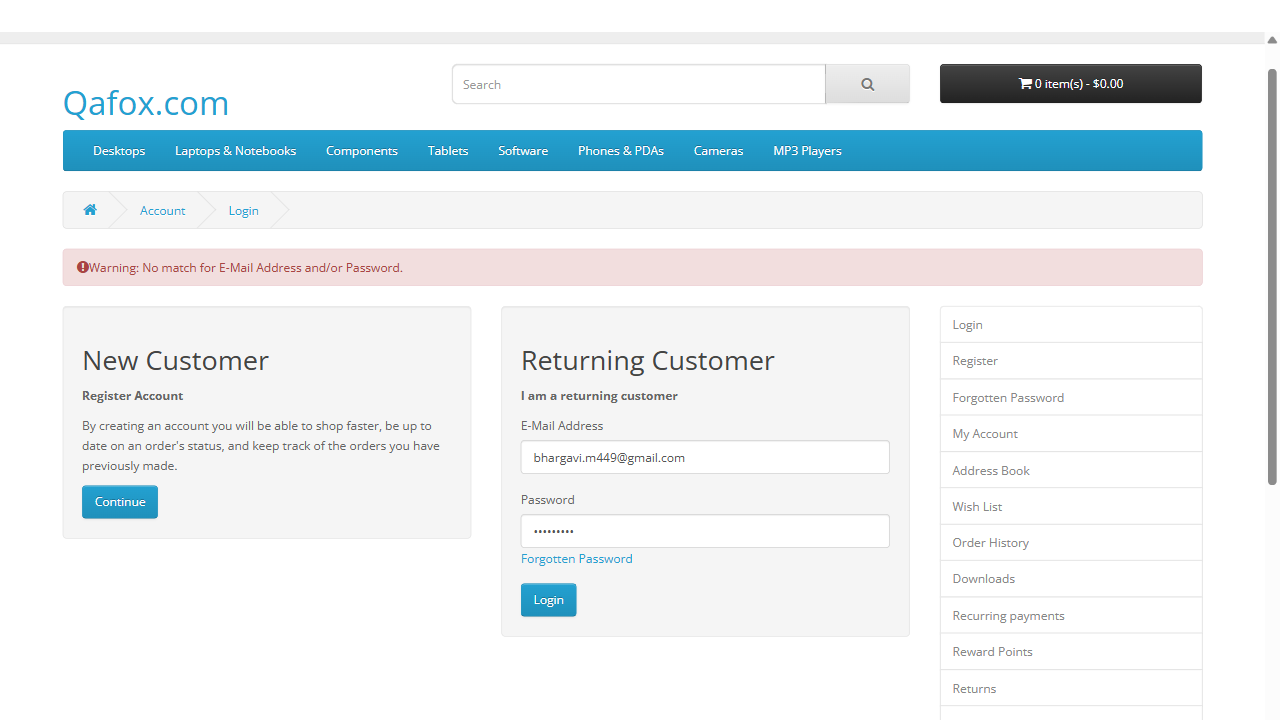 Qafox.com
Search
0 item(s) - $0.00
Desktops Laptops & Notebooks Components Tablets Software Phones & PDAs Cameras MP3 Players
Account Login
Warning: No match for E-Mail Address and/or Password.
New Customer
Register Account
By creating an account you will be able to shop faster, be up to
date on an order's status, and keep track of the orders you have
previously made.
Continue
Returning Customer
I am a returning customer
E-Mail Address
bhargavi.m449@gmail.com
Password
•••••••••
Forgotten Password
Login
Login
Register
Forgotten Password
My Account
Address Book
Wish List
Order History
Downloads
Recurring payments
Reward Points
Returns